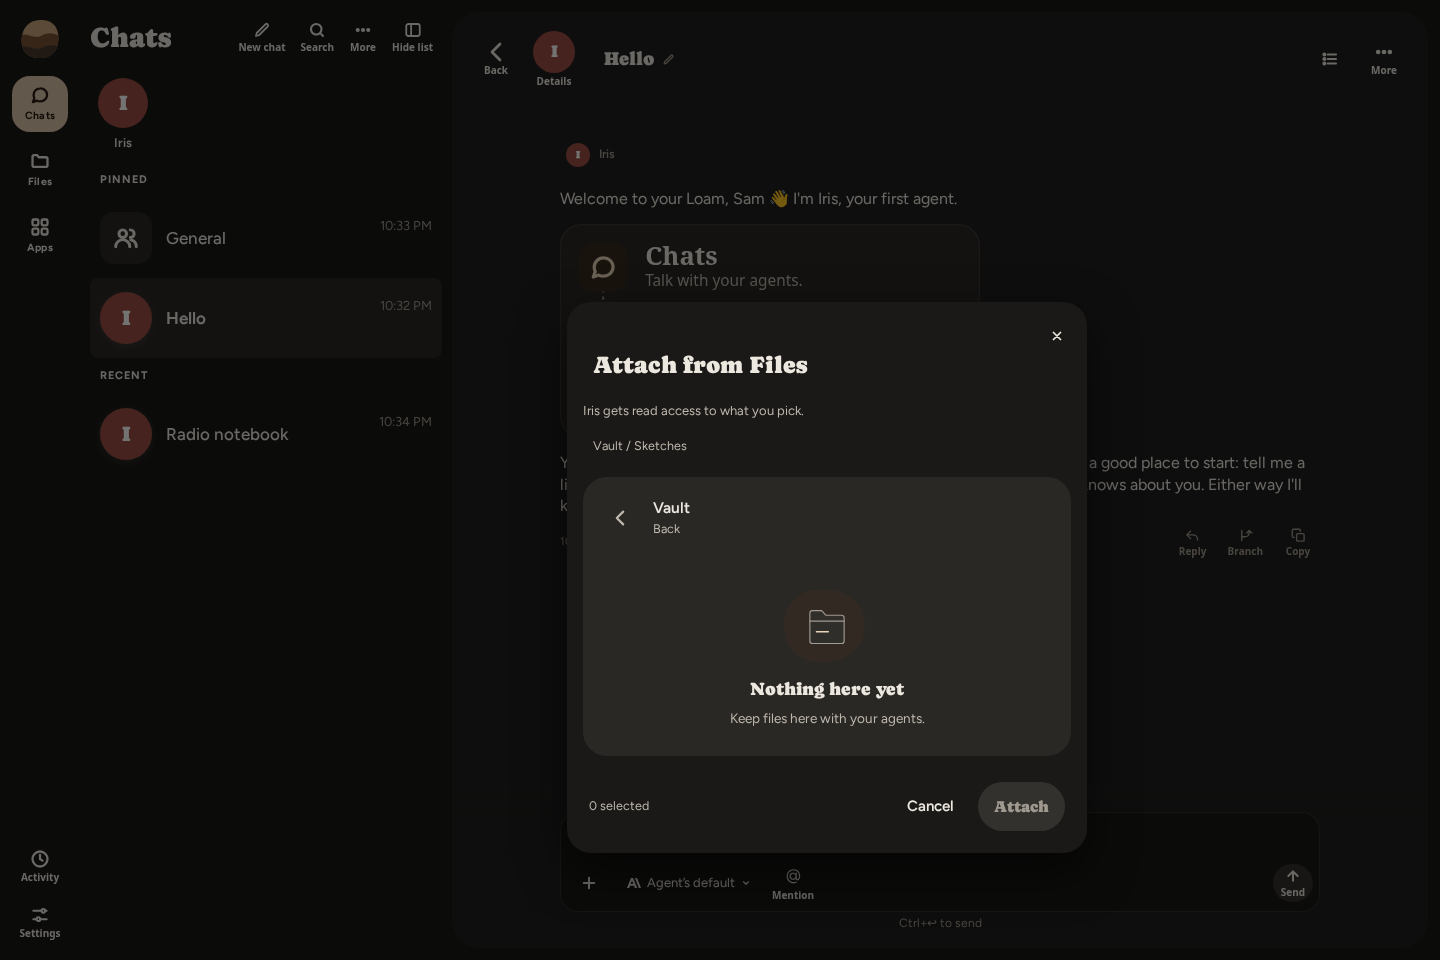 Chats
New chat
Search
More
Hide list
Chats
Files
Apps
Activity
Settings
I
Iris
PINNED
General
10:33 PM
I
Hello
10:32 PM
RECENT
I
Radio notebook
10:34 PM
Back
I
Details
Hello
More
I
Iris
Welcome to your Loam, Sam 👋 I'm Iris, your first agent.
Chats
Talk with your agents.
a good place to start: tell me a
nows about you. Either way I'll
Reply
Branch
Copy
Attach from Files
Iris gets read access to what you pick.
Vault / Sketches
Vault
Back
Nothing here yet
Keep files here with your agents.
0 selected
Cancel
Attach
Agent's default
@
Mention
Send
Ctrl+↩ to send